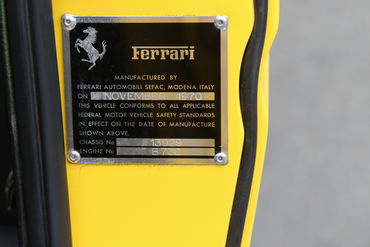 Ferrari
MANUFACTURED BY
FERRARI AUTOMOBILI SEFAC, MODENA ITALY
ON NOVEMBER 1970
THIS VEHICLE CONFORMS TO ALL APPLICABLE
FEDERAL MOTOR VEHICLE SAFETY STANDARDS
IN EFFECT ON THE DATE OF MANUFACTURE
SHOWN ABOVE.
CHASSIS No
ENGINE No